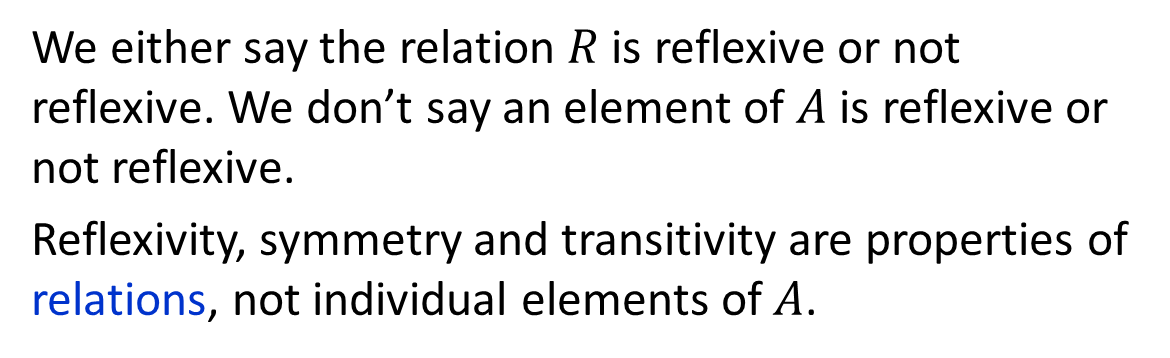 We either say the relation R is reflexive or not
reflexive. We don’t say an element of A is reflexive or
not reflexive.
Reflexivity, symmetry and transitivity are properties of
relations, not individual elements of A.